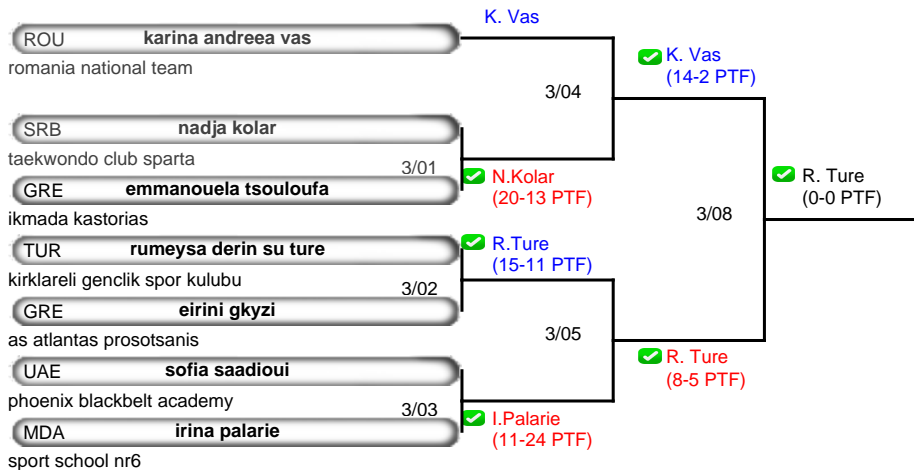 K. Vas
ROU karina andreea vas
romania national team
K. Vas
(14-2 PTF)
3/04
SRB nadja kolar
taekwondo club sparta
3/01
GRE emmanouela tsouloufa
ikmada kastorias
N.Kolar
(20-13 PTF)
R. Ture
(0-0 PTF)
3/08
TUR rumeysa derin su ture
kirklareli genclik spor kulubu
R.Ture
(15-11 PTF)
3/02
GRE eirini gkyzi
as atlantas prosotsanis
3/05
R. Ture
(8-5 PTF)
UAE sofia saadioui
phoenix blackbelt academy
3/03
MDA irina palarie
sport school nr6
I.Palarie
(11-24 PTF)